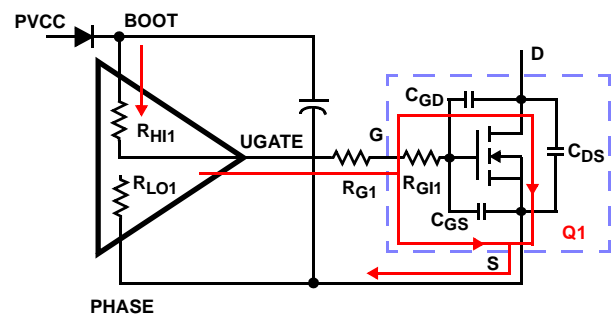 PVCC
BOOT
D
CGD
RHI1
UGATE
G
CDS
RLO1
RG1
RGI1
CGS
Q1
S
PHASE